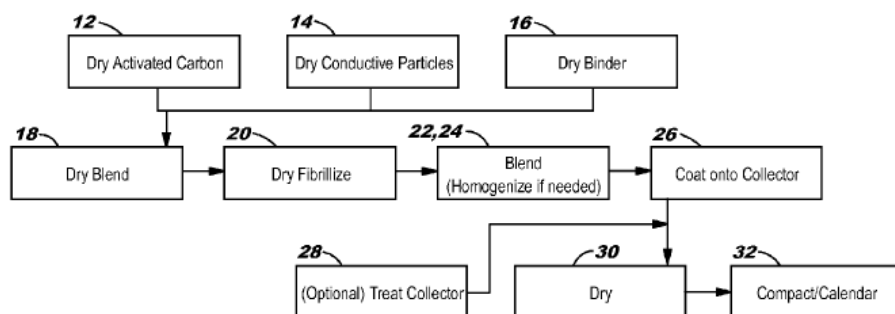 12
14
16
Dry Activated Carbon
Dry Conductive Particles
Dry Binder
18
20
22,24
26
Dry Blend
Dry Fibrillize
Blend
(Homogenize if needed)
Coat onto Collector
28
30
32
(Optional) Treat Collector
Dry
Compact/Calendar